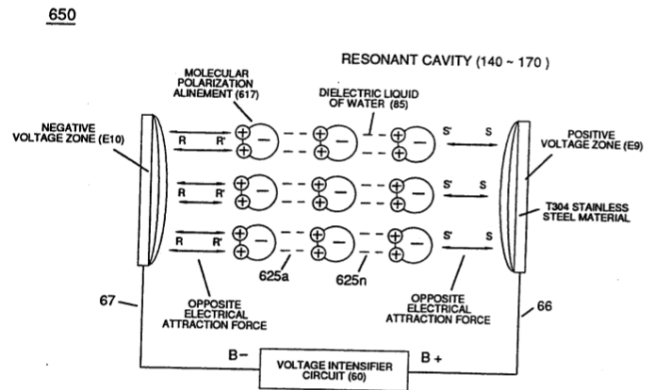 650
RESONANT CAVITY (140 ~ 170 )
MOLECULAR
POLARIZATION
ALINEMENT (617)
DIELECTRIC LIQUID
OF WATER (85)
NEGATIVE
VOLTAGE ZONE (E10)
POSITIVE
VOLTAGE ZONE (E9)
+ − + − + − S' S
R R' +
T304 STAINLESS
STEEL MATERIAL
+ − + − + − S' S
R R' +
+ − + − + − S' S
R R' +
625a 625n
OPPOSITE
ELECTRICAL
ATTRACTION FORCE
OPPOSITE
ELECTRICAL
ATTRACTION FORCE
67
66
B− VOLTAGE INTENSIFIER B+
CIRCUIT (60)